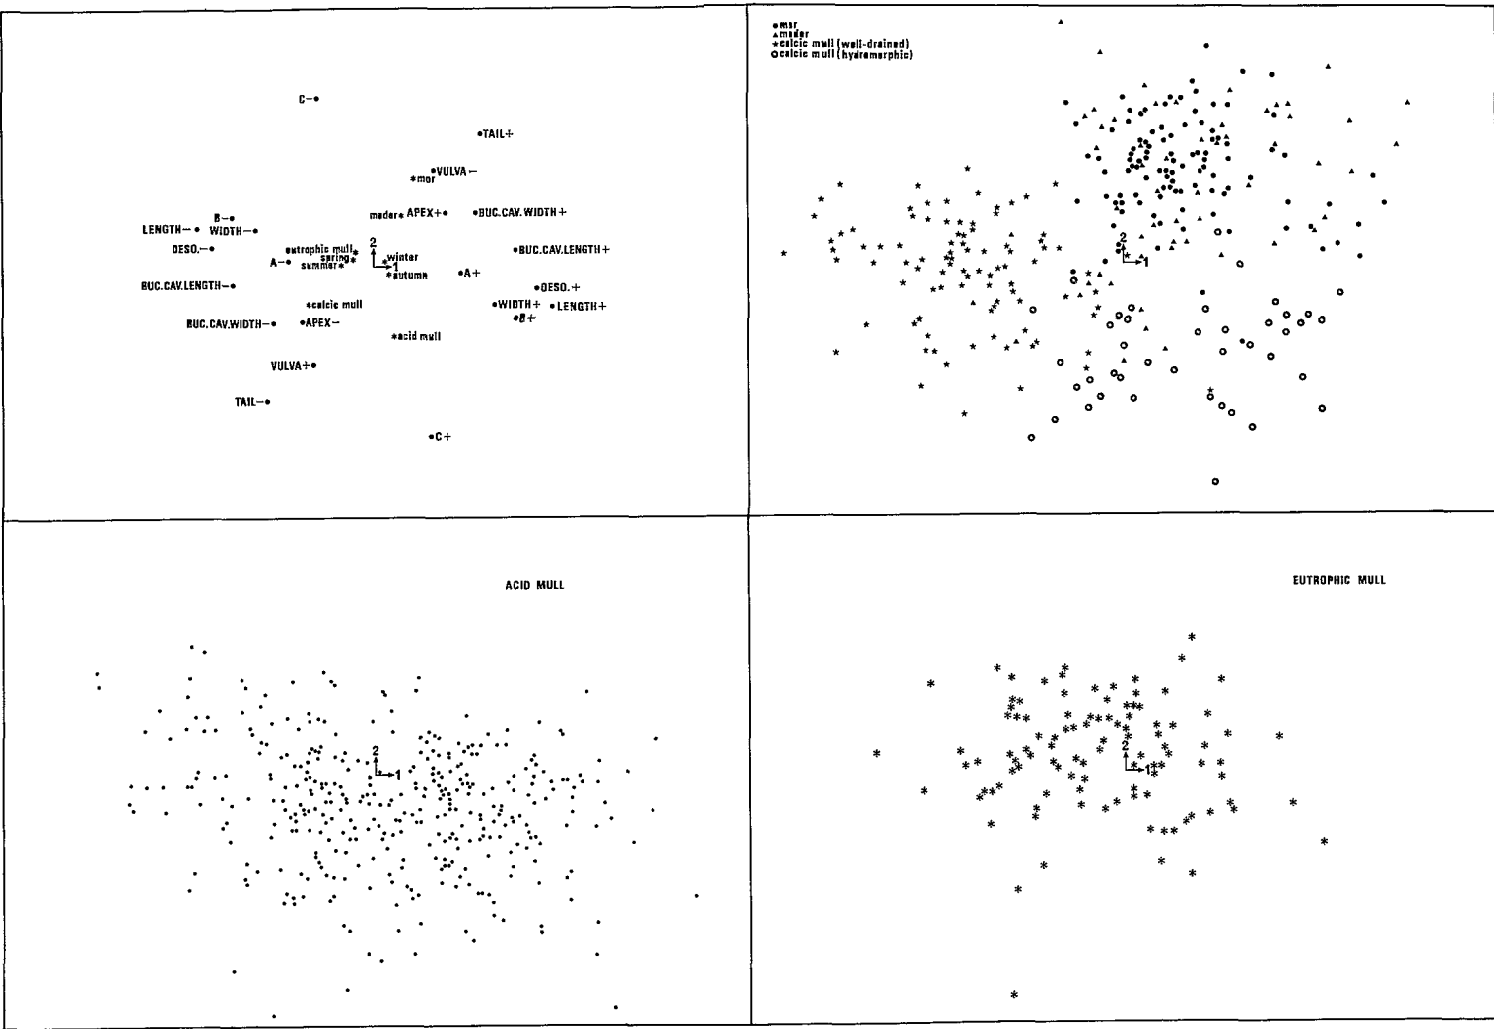 C–
TAIL+
VULVA–
*mor
moder* APEX+
BUC.CAV.WIDTH+
B–
LENGTH–
WIDTH–
OESO.–
eutrophic mull
BUC.CAV.LENGTH+
2
A–
spring*
summer*
*winter
1
*autumn
A+
BUC.CAV.LENGTH–
OESO.+
*calcic mull
WIDTH+
LENGTH+
B+
BUC.CAV.WIDTH–
APEX–
*acid mull
VULVA+
TAIL–
C+
mor
moder
calcic mull (well-drained)
calcic mull (hydromorphic)
2
1
ACID MULL
2
1
EUTROPHIC MULL
2
1